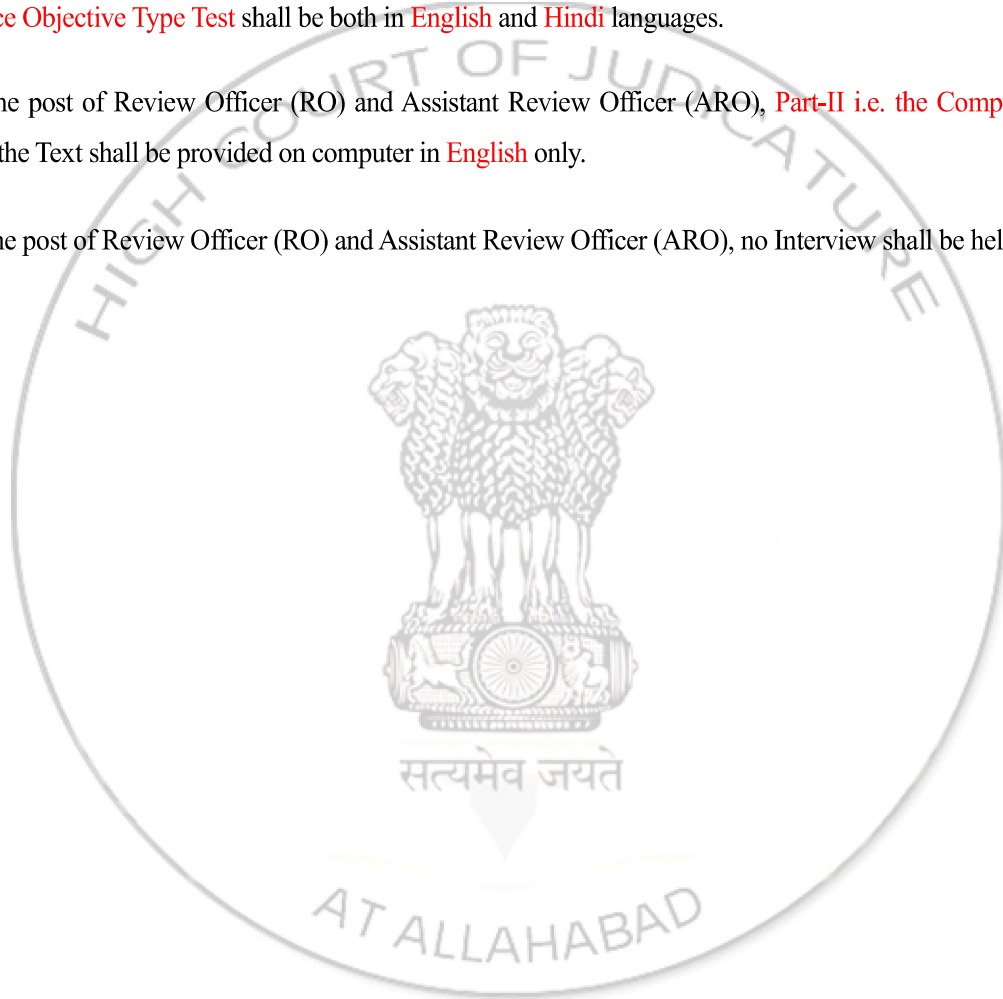 ce Objective Type Test shall be both in English and Hindi languages.
he post of Review Officer (RO) and Assistant Review Officer (ARO), Part-II i.e. the Comp
the Text shall be provided on computer in English only.
he post of Review Officer (RO) and Assistant Review Officer (ARO), no Interview shall be hel
HIGH COURT OF JUDICATURE
सत्यमेव जयते
AT ALLAHABAD